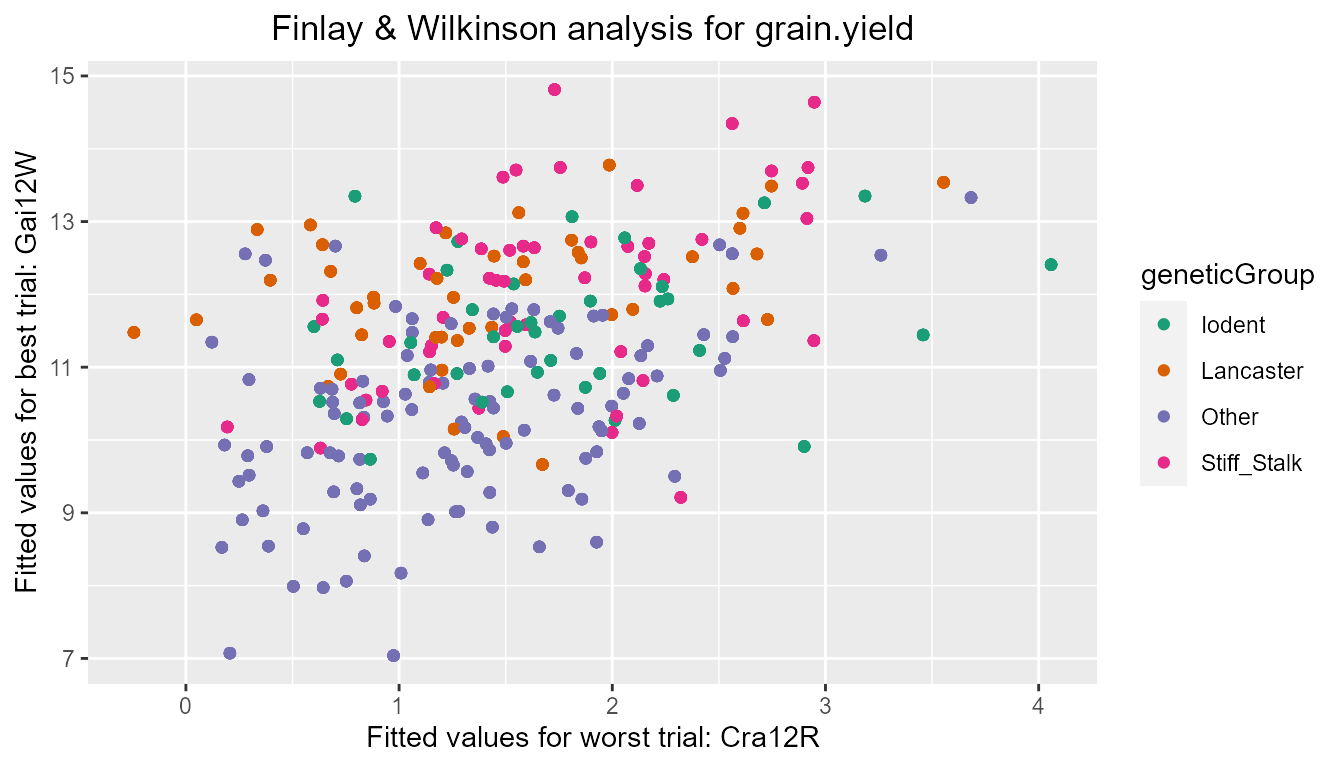 Finlay & Wilkinson analysis for grain.yield
Fitted values for best trial: Gai12W
15
13
11
9
7
0 1 2 3 4
Fitted values for worst trial: Cra12R
geneticGroup
Iodent
Lancaster
Other
Stiff_Stalk